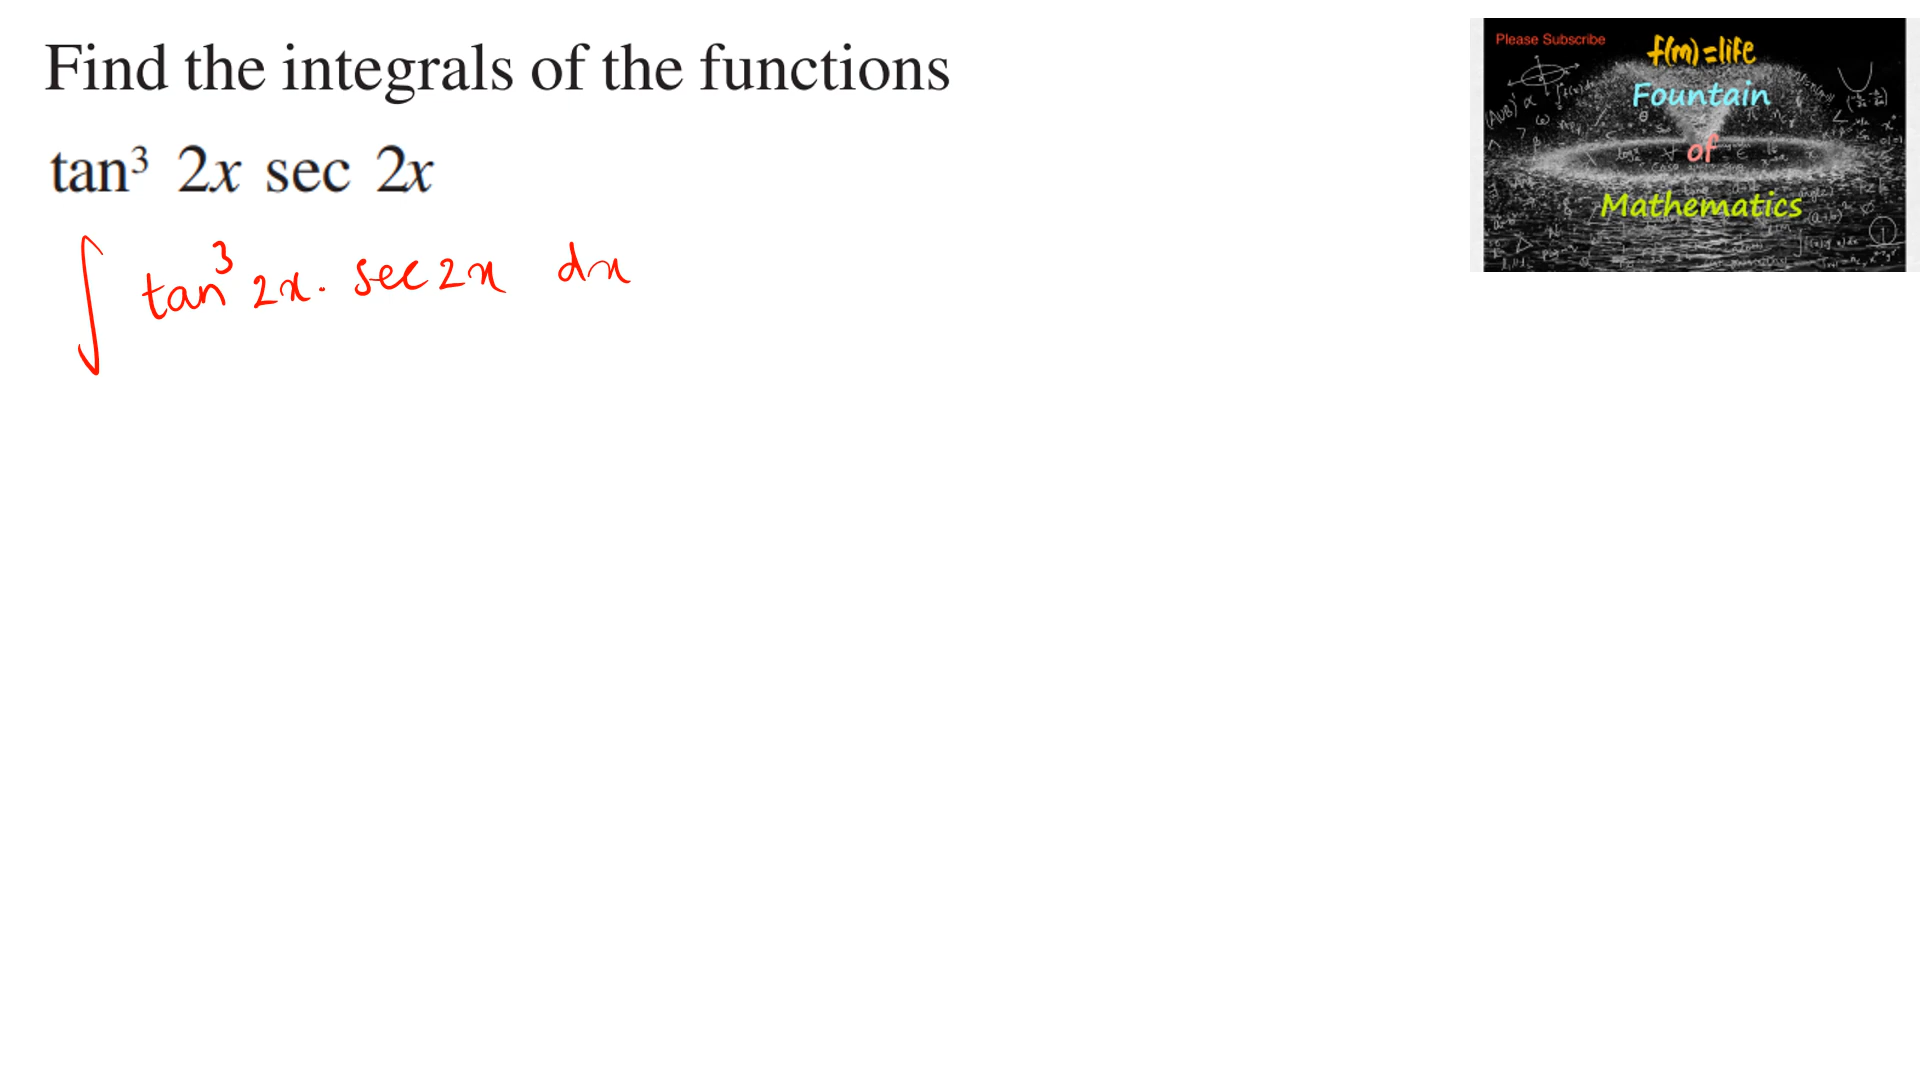 Find the integrals of the functions
tan³ 2x sec 2x
∫ tan³ 2x . sec 2x dx
Please Subscribe
f(m)=life
Fountain
of
Mathematics